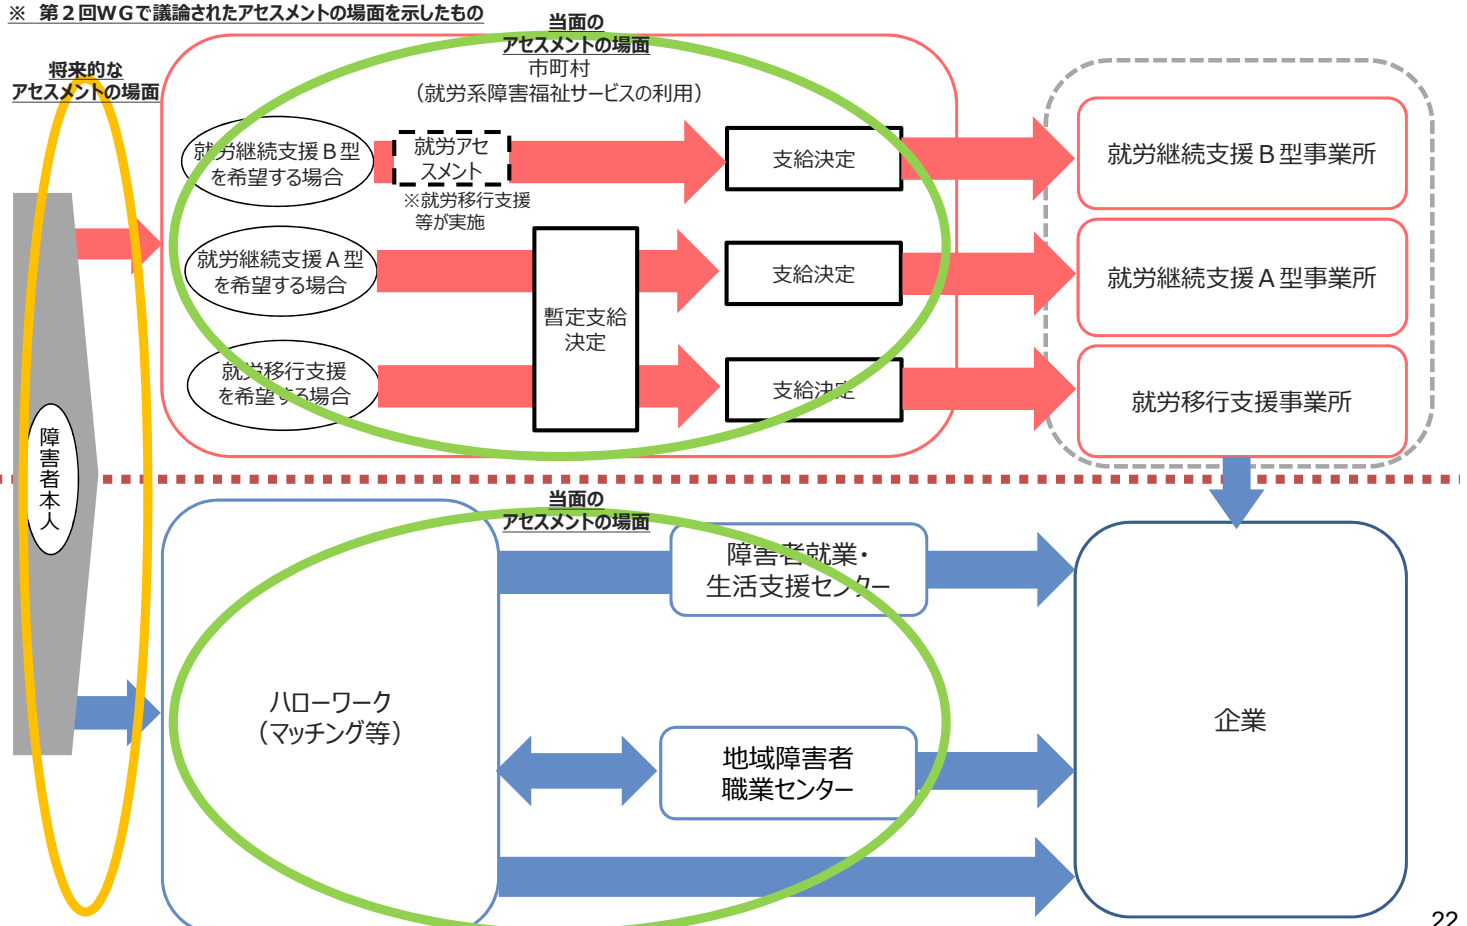 ※ 第２回ＷＧで議論されたアセスメントの場面を示したもの
将来的な
アセスメントの場面
当面の
アセスメントの場面
市町村
（就労系障害福祉サービスの利用）
就労継続支援Ｂ型
を希望する場合
就労アセ
スメント
※就労移行支援
等が実施
支給決定
就労継続支援Ｂ型事業所
就労継続支援Ａ型
を希望する場合
暫定支給
決定
支給決定
就労継続支援Ａ型事業所
就労移行支援
を希望する場合
支給決定
就労移行支援事業所
障害者本人
当面の
アセスメントの場面
ハローワーク
（マッチング等）
障害者就業・
生活支援センター
地域障害者
職業センター
企業
22